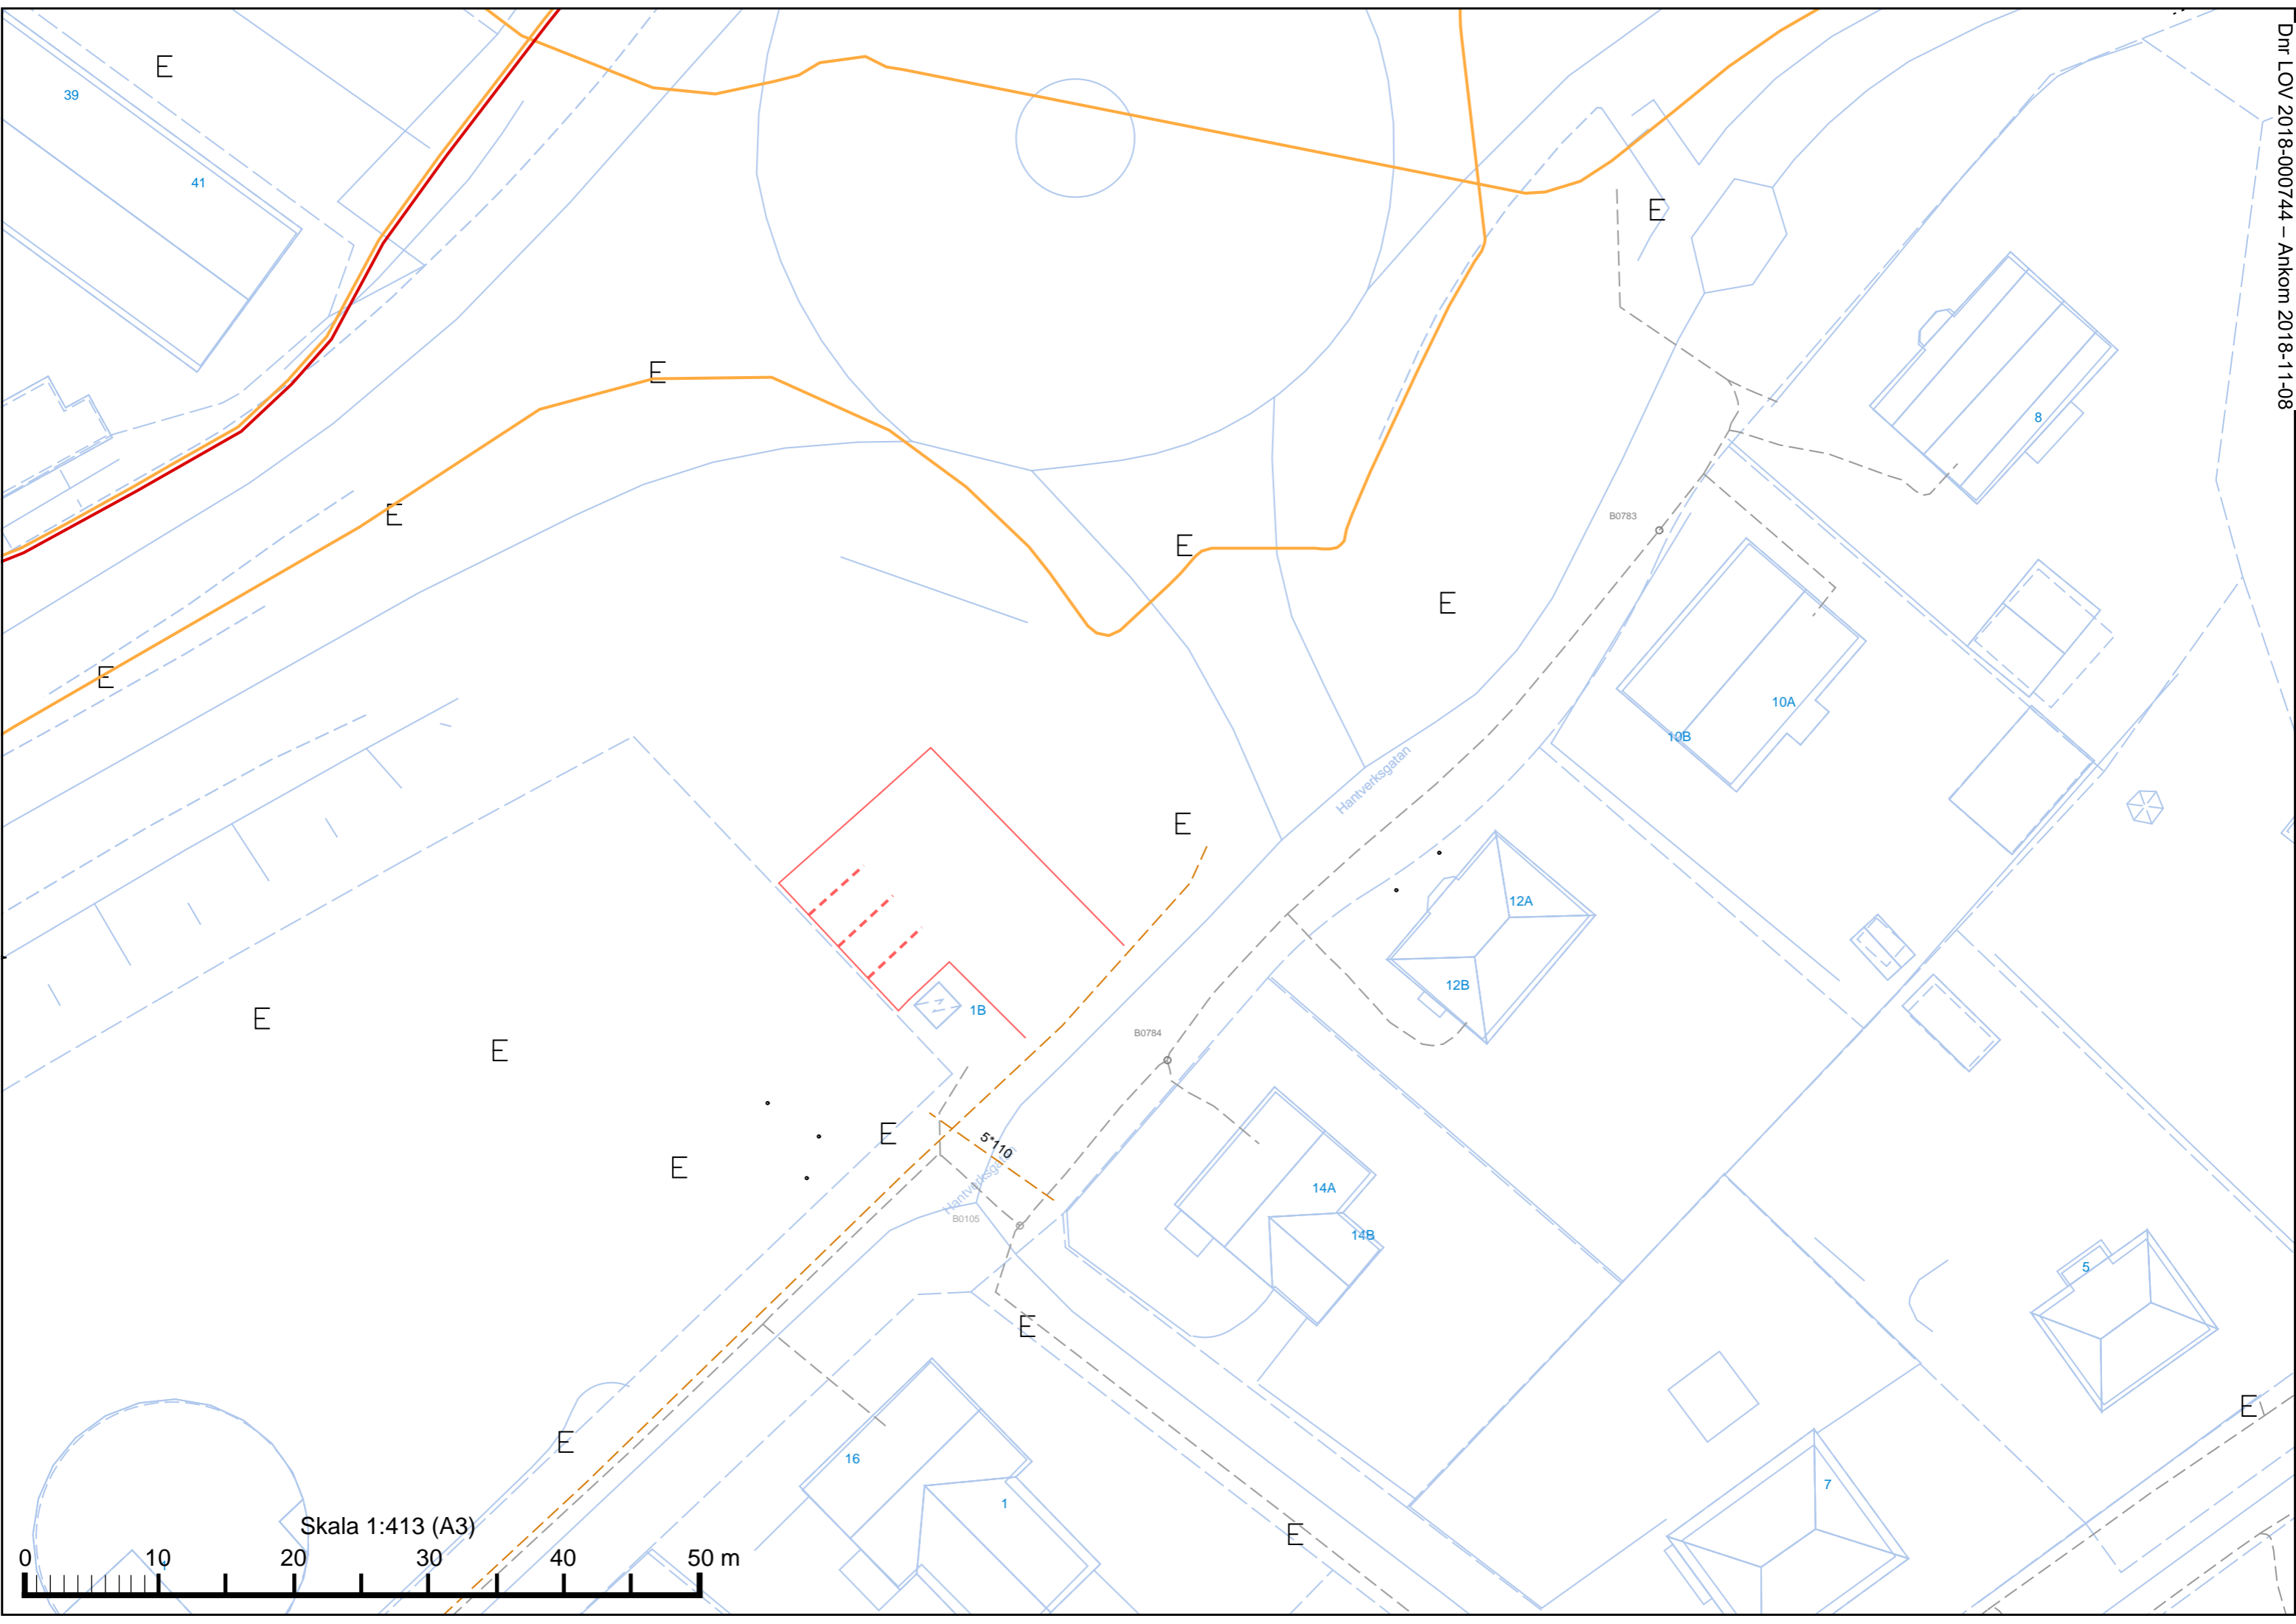 Dnr LOV 2018-000744 – Ankom 2018-11-08
E
39
41
E
E
8
E
E
B0783
E
E
10A
10B
Hantverksgatan
E
12A
12B
1B
E
E
B0784
5*110
E
E
Hantverksgatan
14A
B0105
14B
5
E
E
E
16
7
1
E
Skala 1:413 (A3)
0 10 20 30 40 50 m
1
E